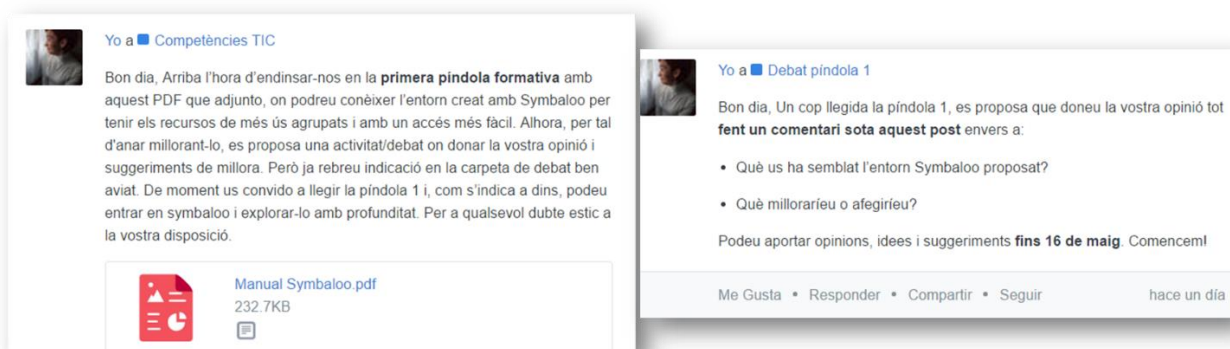 Yo a Competències TIC
Bon dia, Arriba l'hora d'endinsar-nos en la primera píndola formativa amb
aquest PDF que adjunto, on podreu conèixer l'entorn creat amb Symbaloo per
tenir els recursos de més ús agrupats i amb un accés més fàcil. Alhora, per tal
d'anar millorant-lo, es proposa una activitat/debat on donar la vostra opinió i
suggeriments de millora. Però ja rebreu indicació en la carpeta de debat ben
aviat. De moment us convido a llegir la píndola 1 i, com s'indica a dins, podeu
entrar en symbaloo i explorar-lo amb profunditat. Per a qualsevol dubte estic a
la vostra disposició.
Manual Symbaloo.pdf
232.7KB
Yo a Debat píndola 1
Bon dia, Un cop llegida la píndola 1, es proposa que doneu la vostra opinió tot
fent un comentari sota aquest post envers a:
• Què us ha semblat l'entorn Symbaloo proposat?
• Què milloraríeu o afegiríeu?
Podeu aportar opinions, idees i suggeriments fins 16 de maig. Comencem!
Me Gusta • Responder • Compartir • Seguir hace un día